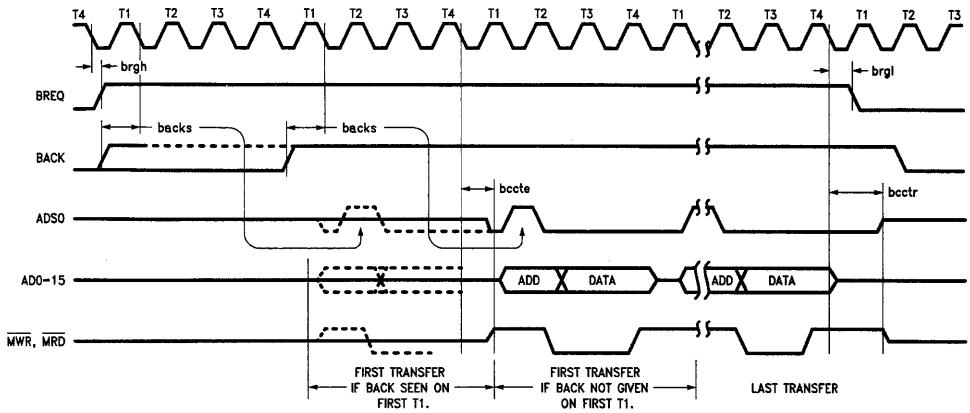 T4 T1 T2 T3 T4 T1 T2 T3 T4 T1 T2 T3 T4 T1 T2 T3 T4 T1 T2 T3
brgh
brgl
BREQ
backs
backs
BACK
bccte
bcctr
ADS0
AD0-15
ADD
DATA
ADD
DATA
MWR, MRD
FIRST TRANSFER
IF BACK SEEN ON
FIRST T1.
FIRST TRANSFER
IF BACK NOT GIVEN
ON FIRST T1.
LAST TRANSFER